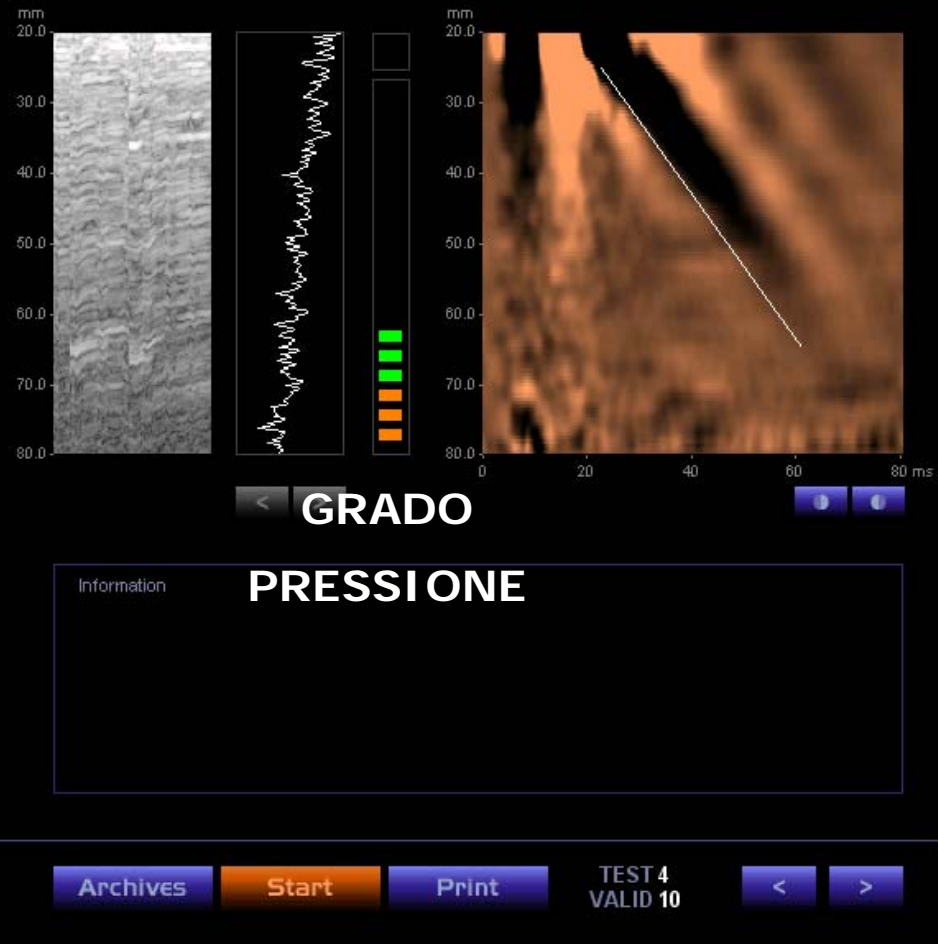 mm
20.0
30.0
40.0
50.0
60.0
70.0
80.0
mm
20.0
30.0
40.0
50.0
60.0
70.0
80.0
0 20 40 60 80 ms
< GRADO
PRESSIONE
Information
Archives Start Print
TEST 4
VALID 10
< >